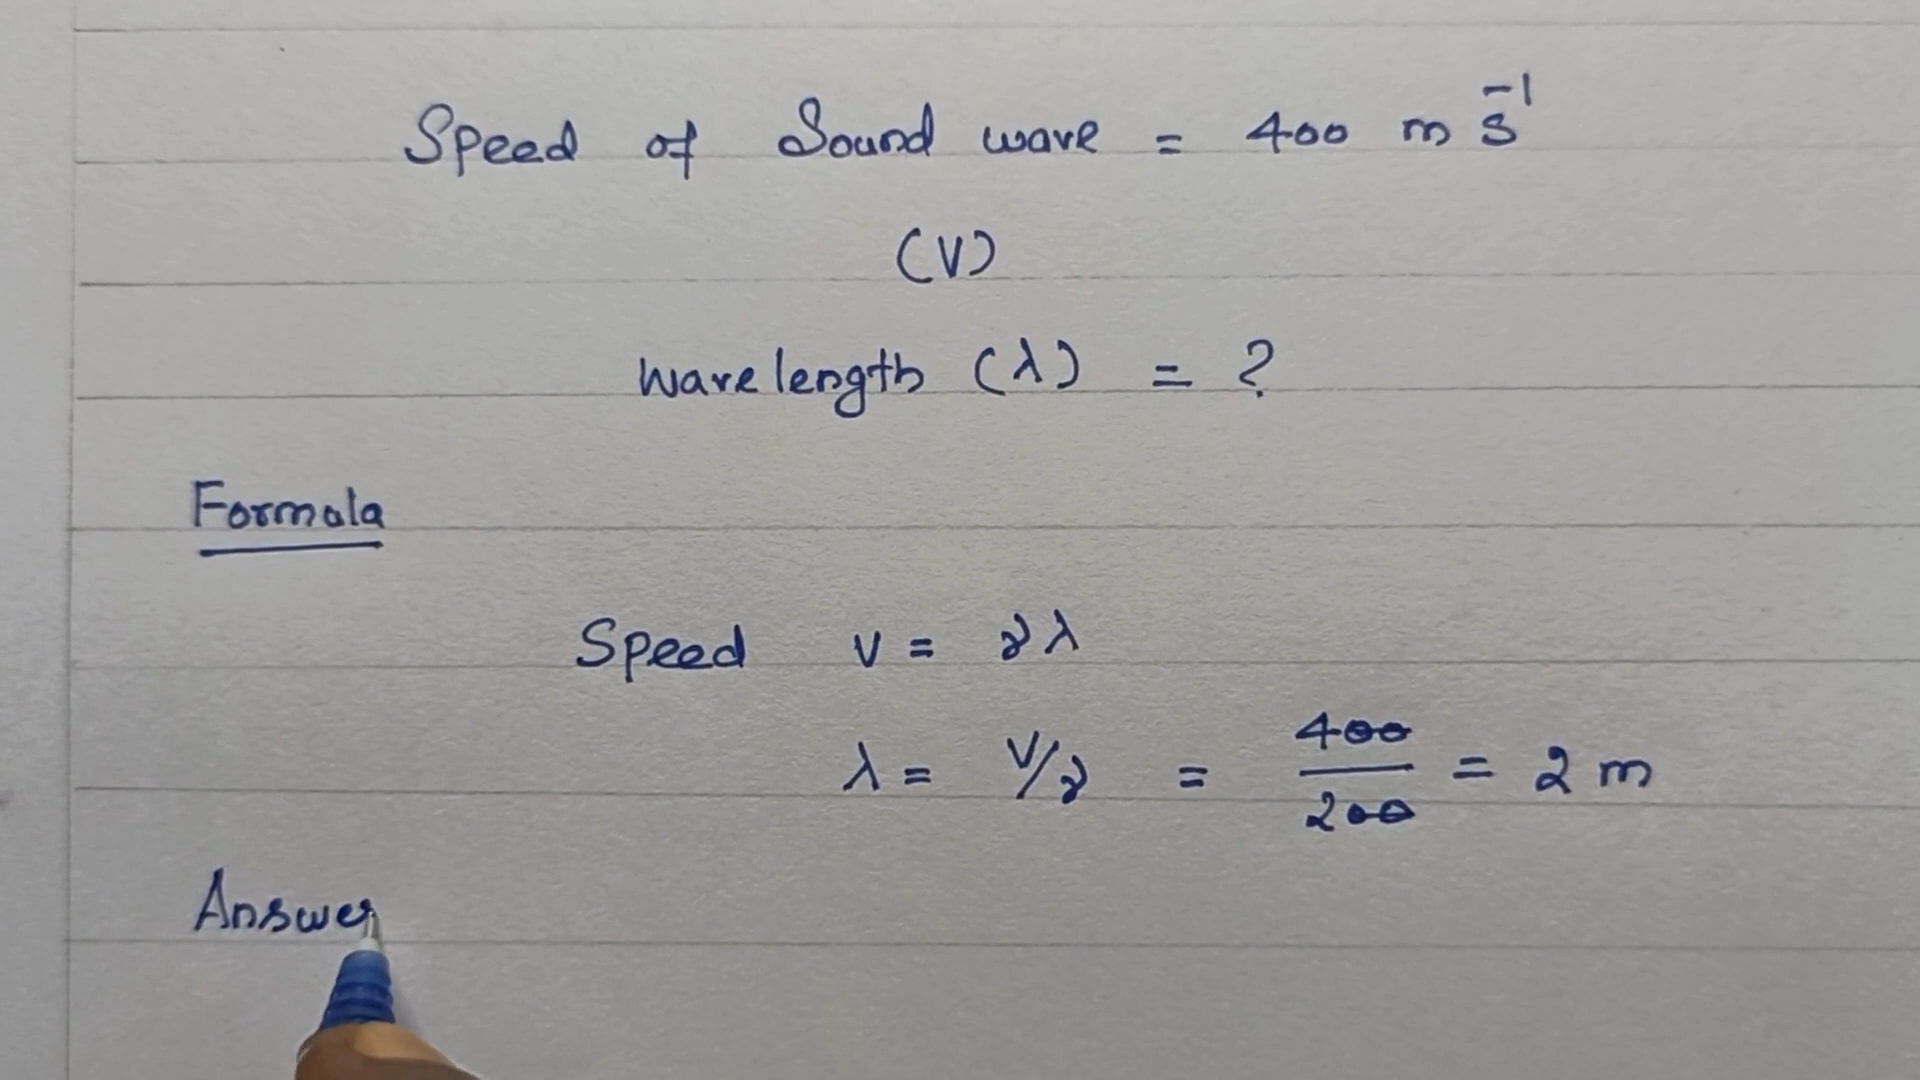 Speed of Sound wave = 400 m s⁻¹
(V)
wavelength (λ) = ?
Formula
Speed v = νλ
λ = V/ν = 400/200 = 2 m
Answer